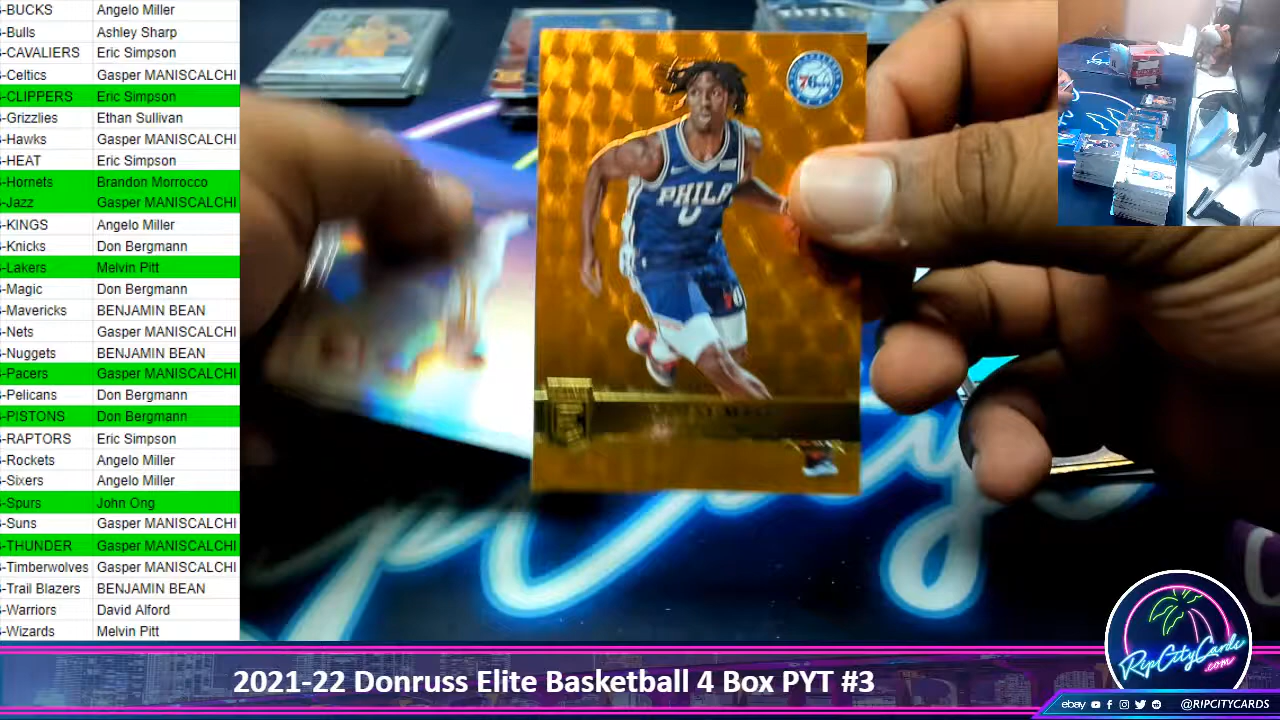 -BUCKS Angelo Miller
-Bulls Ashley Sharp
-CAVALIERS Eric Simpson
-Celtics Gasper MANISCALCHI
-CLIPPERS Eric Simpson
-Grizzlies Ethan Sullivan
-Hawks Gasper MANISCALCHI
-HEAT Eric Simpson
-Hornets Brandon Morrocco
-Jazz Gasper MANISCALCHI
-KINGS Angelo Miller
-Knicks Don Bergmann
-Lakers Melvin Pitt
-Magic Don Bergmann
-Mavericks BENJAMIN BEAN
-Nets Gasper MANISCALCHI
-Nuggets BENJAMIN BEAN
-Pacers Gasper MANISCALCHI
-Pelicans Don Bergmann
-PISTONS Don Bergmann
-RAPTORS Eric Simpson
-Rockets Angelo Miller
-Sixers Angelo Miller
-Spurs John Ong
-Suns Gasper MANISCALCHI
-THUNDER Gasper MANISCALCHI
-Timberwolves Gasper MANISCALCHI
-Trail Blazers BENJAMIN BEAN
-Warriors David Alford
-Wizards Melvin Pitt
76
PHILA
0
2021-22 Donruss Elite Basketball 4 Box PYT #3
RipCityCards
.com
ebay @RIPCITYCARDS